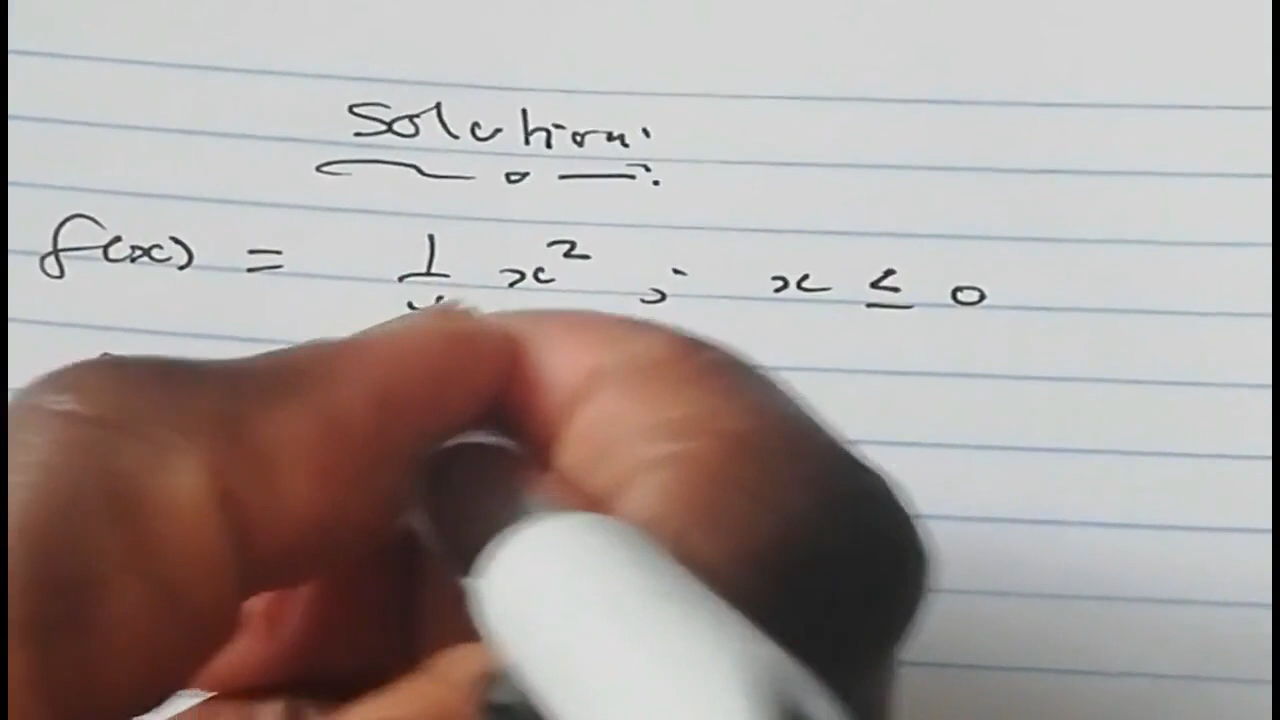 Solution:
f(x) = 1 x² ; x ≤ 0